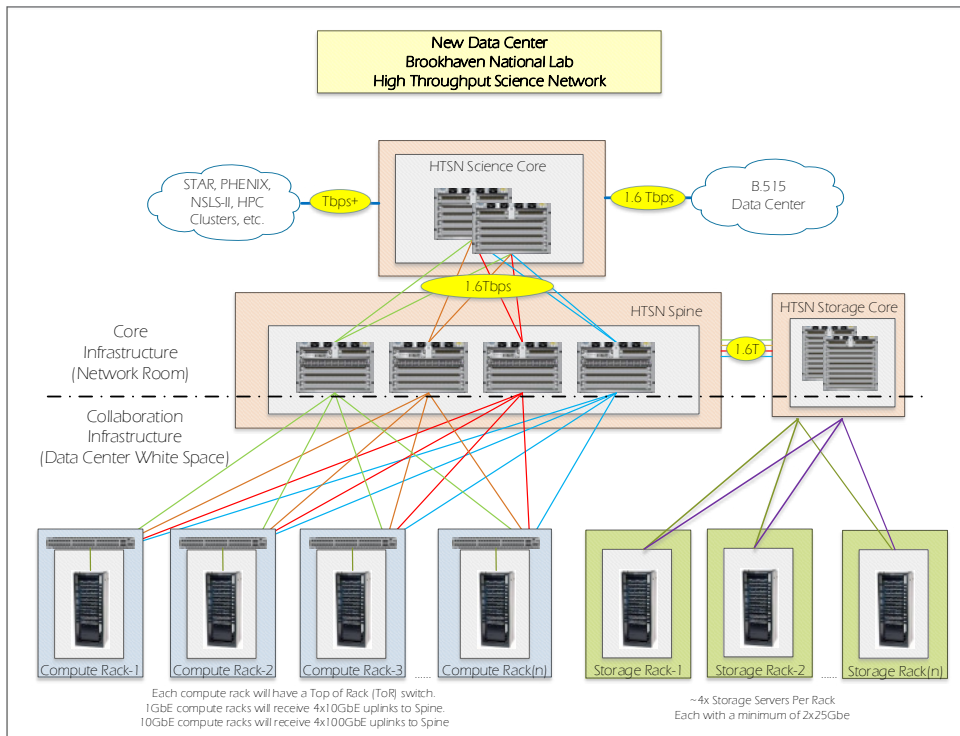 New Data Center
Brookhaven National Lab
High Throughput Science Network
HTSN Science Core
STAR, PHENIX,
NSLS-II, HPC
Clusters, etc.
Tbps+
1.6 Tbps
B.515
Data Center
1.6Tbps
HTSN Spine
HTSN Storage Core
1.6T
Core
Infrastructure
(Network Room)
Collaboration
Infrastructure
(Data Center White Space)
Compute Rack-1
Compute Rack-2
Compute Rack-3
......
Compute Rack(n)
Storage Rack-1
Storage Rack-2
......
Storage Rack(n)
Each compute rack will have a Top of Rack (ToR) switch.
1GbE compute racks will receive 4x10GbE uplinks to Spine.
10GbE compute racks will receive 4x100GbE uplinks to Spine
~4x Storage Servers Per Rack
Each with a minimum of 2x25Gbe